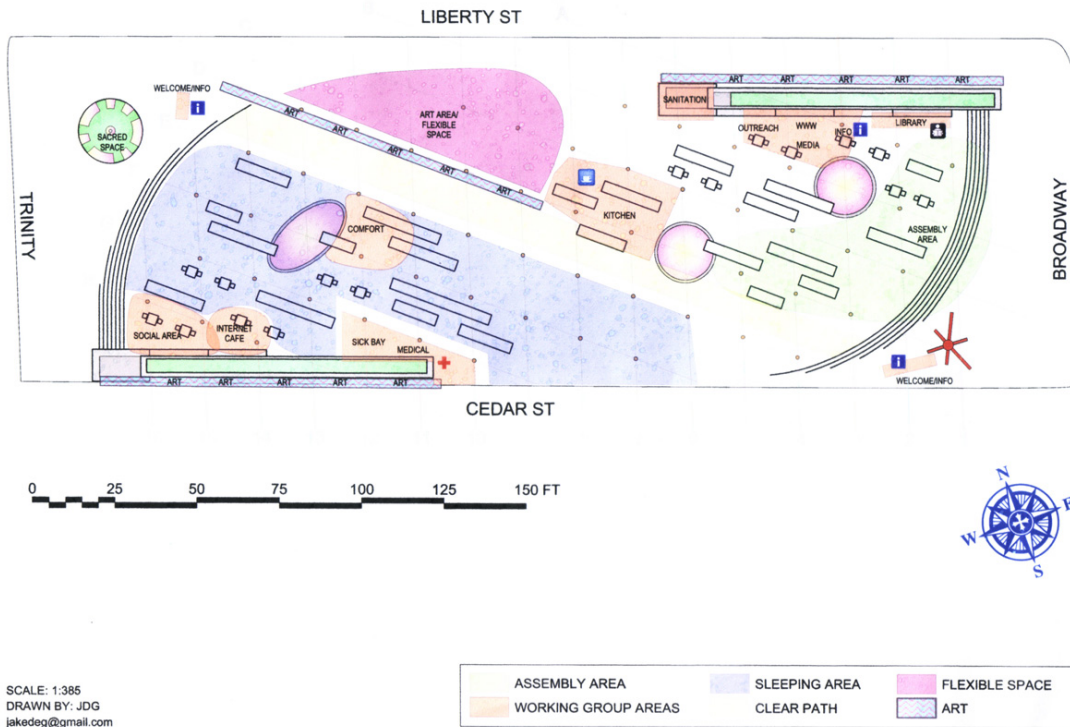 LIBERTY ST
ART ART ART ART ART
WELCOME/INFO
i
SANITATION
ART
ART AREA/
FLEXIBLE
SPACE
ART
ART
ART
ART
SACRED
SPACE
OUTREACH
WWW
INFO
i
LIBRARY
MEDIA
TRINITY
BROADWAY
KITCHEN
COMFORT
ASSEMBLY
AREA
SOCIAL AREA
INTERNET
CAFE
SICK BAY
MEDICAL
i
WELCOME/INFO
ART ART ART ART ART
CEDAR ST
0 25 50 75 100 125 150 FT
N
W E
S
SCALE: 1:385
DRAWN BY: JDG
jakedeg@gmail.com
ASSEMBLY AREA SLEEPING AREA FLEXIBLE SPACE
WORKING GROUP AREAS CLEAR PATH ART